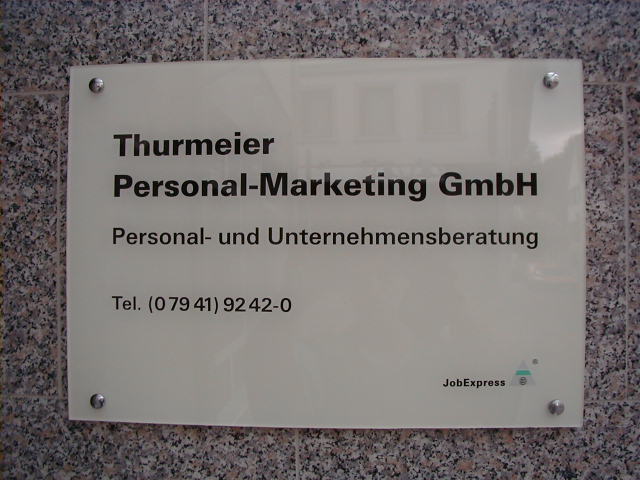 Thurmeier
Personal-Marketing GmbH
Personal- und Unternehmensberatung
Tel. (0 79 41) 92 42-0
JobExpress ®